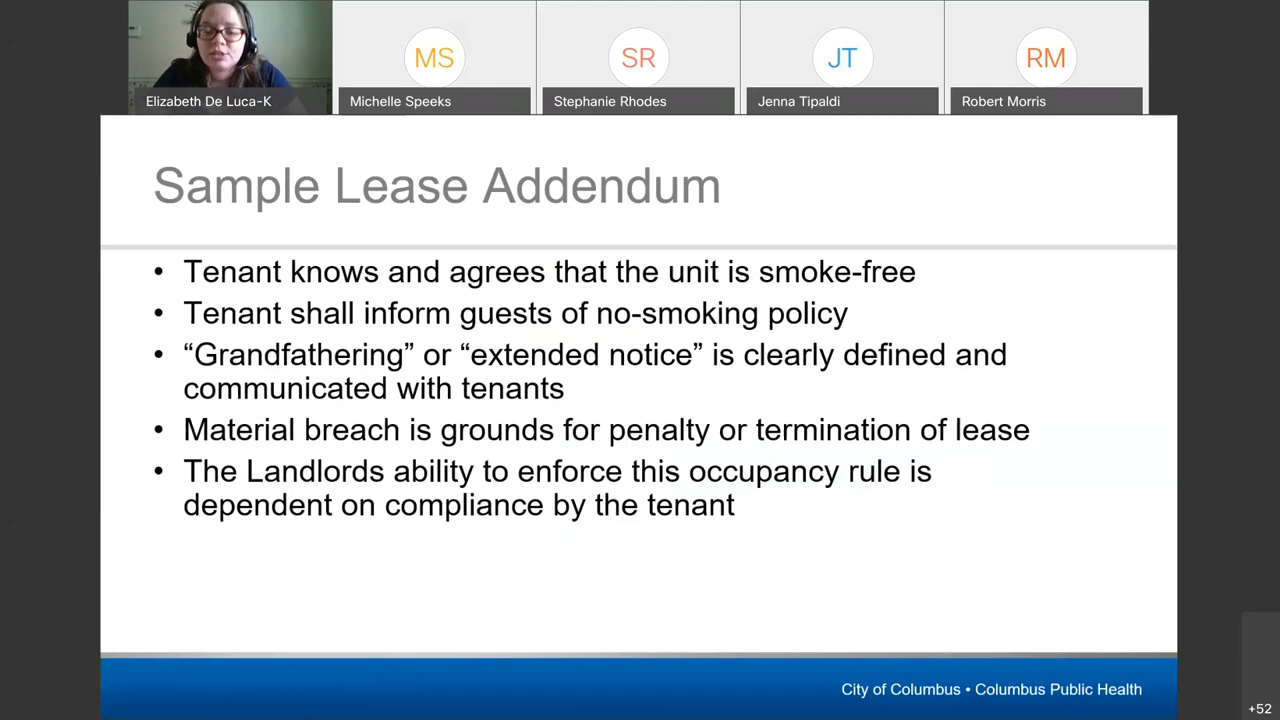 MS
SR
JT
RM
Elizabeth De Luca-K
Michelle Speeks
Stephanie Rhodes
Jenna Tipaldi
Robert Morris
Sample Lease Addendum
• Tenant knows and agrees that the unit is smoke-free
• Tenant shall inform guests of no-smoking policy
• “Grandfathering” or “extended notice” is clearly defined and
communicated with tenants
• Material breach is grounds for penalty or termination of lease
• The Landlords ability to enforce this occupancy rule is
dependent on compliance by the tenant
City of Columbus • Columbus Public Health
+52